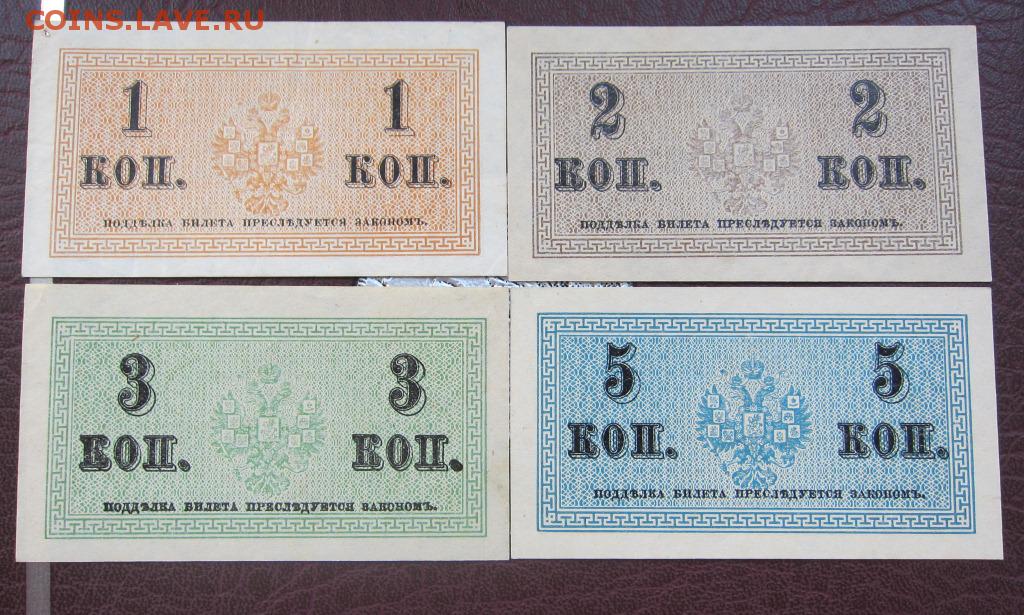 COINS.LAVE.RU
1 1
КОП. КОП.
ПОДДѢЛКА БИЛЕТА ПРЕСЛѢДУЕТСЯ ЗАКОНОМЪ.
2 2
КОП. КОП.
ПОДДѢЛКА БИЛЕТА ПРЕСЛѢДУЕТСЯ ЗАКОНОМЪ.
3 3
КОП. КОП.
ПОДДѢЛКА БИЛЕТА ПРЕСЛѢДУЕТСЯ ЗАКОНОМЪ.
5 5
КОП. КОП.
ПОДДѢЛКА БИЛЕТА ПРЕСЛѢДУЕТСЯ ЗАКОНОМЪ.